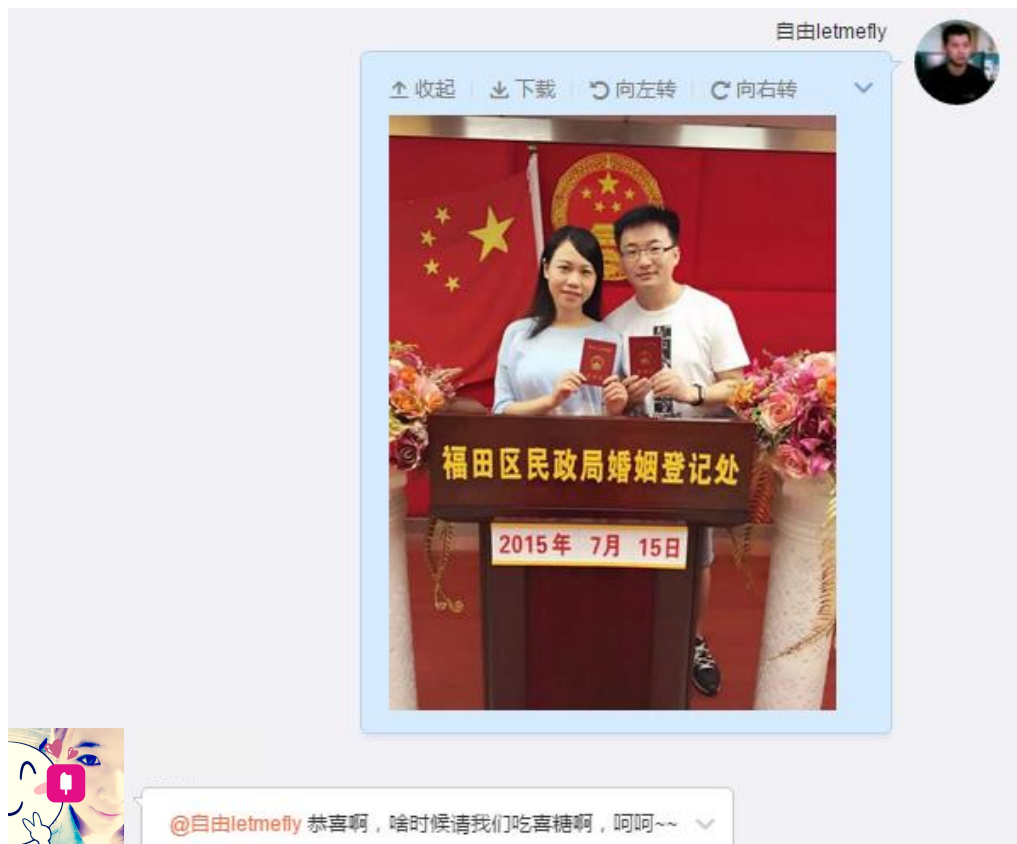 自由letmefly
收起 下载 向左转 向右转
福田区民政局婚姻登记处
2015年 7月 15日
@自由letmefly 恭喜啊，啥时候请我们吃喜糖啊，呵呵~~